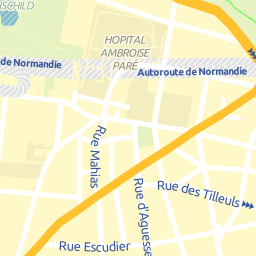 SCHILD
HOPITAL
AMBROISE
PARÉ
de Normandie
Autoroute de Normandie
Rue Mahias
Rue des Tilleuls
Rue d'Aguesse
Rue Escudier